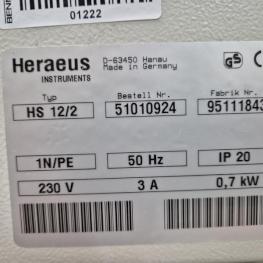 01222
Heraeus D-63450 Hanau
INSTRUMENTS Made in Germany
GS
Typ Bestell Nr. Fabrik Nr.
HS 12/2 51010924 95111843
1N/PE 50 Hz IP 20
230 V 3 A 0,7 kW